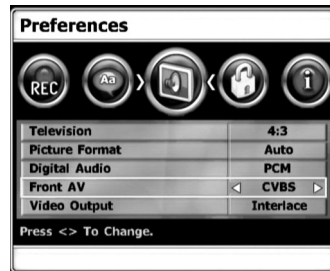 Preferences
REC Aa i
Television 4:3
Picture Format Auto
Digital Audio PCM
Front AV CVBS
Video Output Interlace
Press <> To Change.